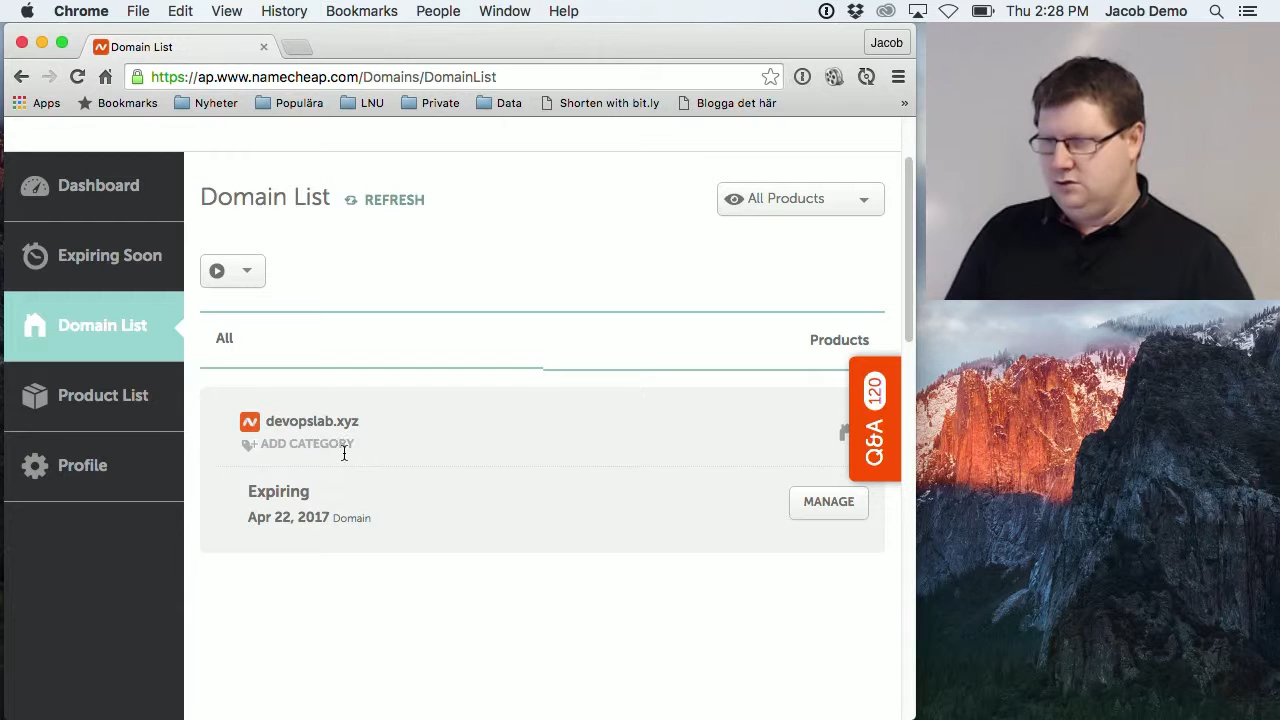 Chrome File Edit View History Bookmarks People Window Help Thu 2:28 PM Jacob Demo
Domain List Jacob
https://ap.www.namecheap.com/Domains/DomainList
Apps Bookmarks Nyheter Populära LNU Private Data Shorten with bit.ly Blogga det här »
Dashboard
Expiring Soon
Domain List
Product List
Profile
Domain List REFRESH All Products
All Products
devopslab.xyz
ADD CATEGORY
Expiring
Apr 22, 2017 Domain
MANAGE
Q&A 120